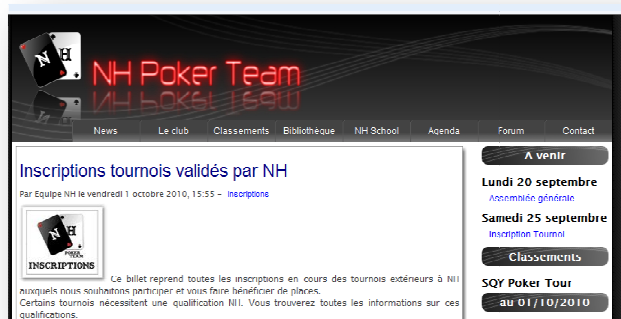 N H
NH Poker Team
News Le club Classements Bibliothèque NH School Agenda Forum Contact
Inscriptions tournois validés par NH
Par Equipe NH le vendredi 1 octobre 2010, 15:55 - Inscriptions
N H
POKER
TEAM
INSCRIPTIONS
Ce billet reprend toutes les inscriptions en cours des tournois extérieurs à NH
auxquels nous souhaitons participer et vous faire bénéficier de places.
Certains tournois nécessitent une qualification NH. Vous trouverez toutes les informations sur ces
qualifications.
A venir
Lundi 20 septembre
Assemblée générale
Samedi 25 septembre
Inscription Tournoi
Classements
SQY Poker Tour
au 01/10/2010